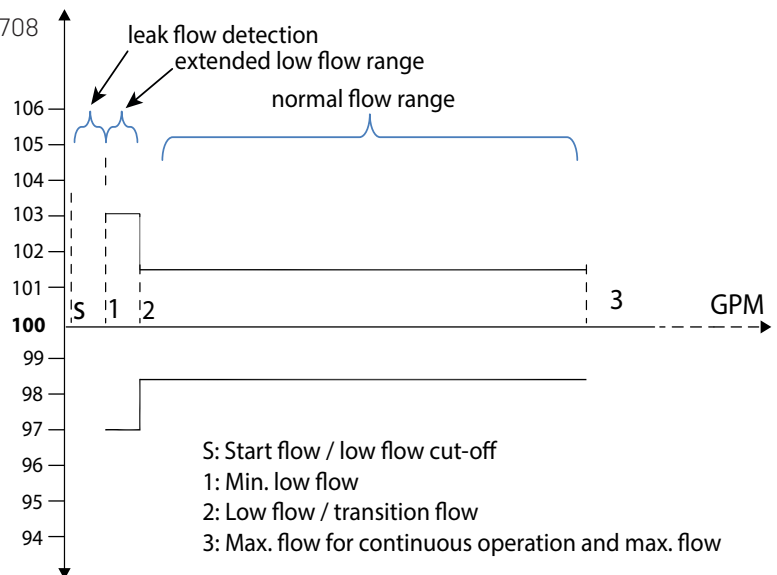 708
leak flow detection
extended low flow range
normal flow range
106
105
104
103
102
101
S 1 2 3 GPM
100
99
98
97
S: Start flow / low flow cut-off
96
1: Min. low flow
95
2: Low flow / transition flow
94
3: Max. flow for continuous operation and max. flow